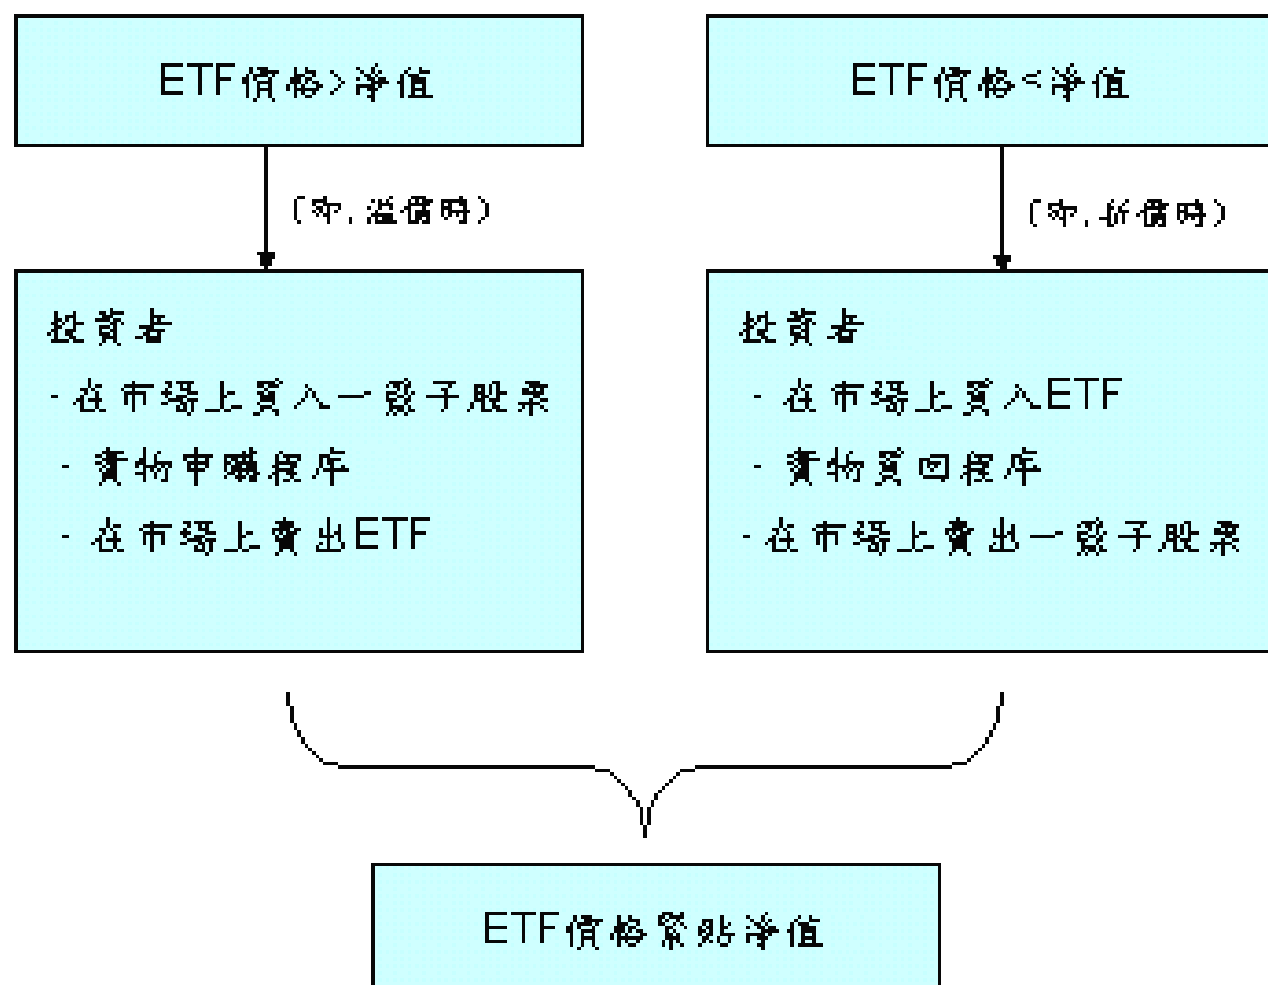 ETF價格>淨值
(即,溢價時)
投資者
- 在市場上買入一籃子股票
- 實物申購程序
- 在市場上賣出ETF
ETF價格<淨值
(即,折價時)
投資者
- 在市場上買入ETF
- 實物買回程序
- 在市場上賣出一籃子股票
ETF價格緊貼淨值